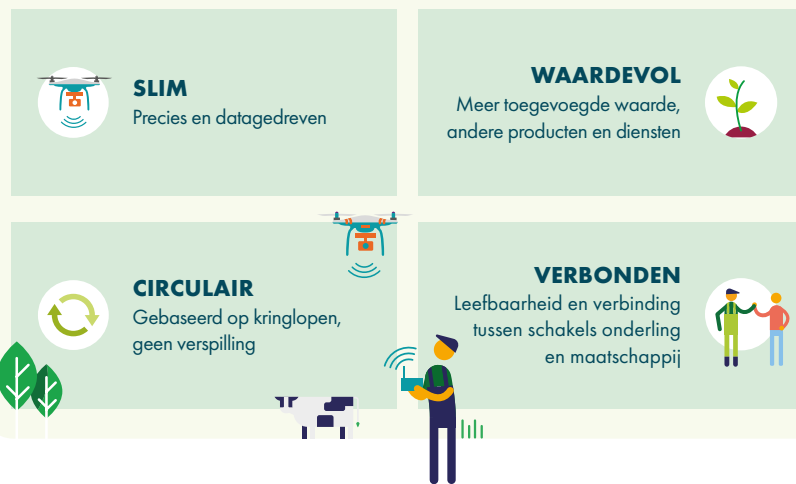 SLIM
Precies en datagedreven
WAARDEVOL
Meer toegevoegde waarde,
andere producten en diensten
CIRCULAIR
Gebaseerd op kringlopen,
geen verspilling
VERBONDEN
Leefbaarheid en verbinding
tussen schakels onderling
en maatschappij